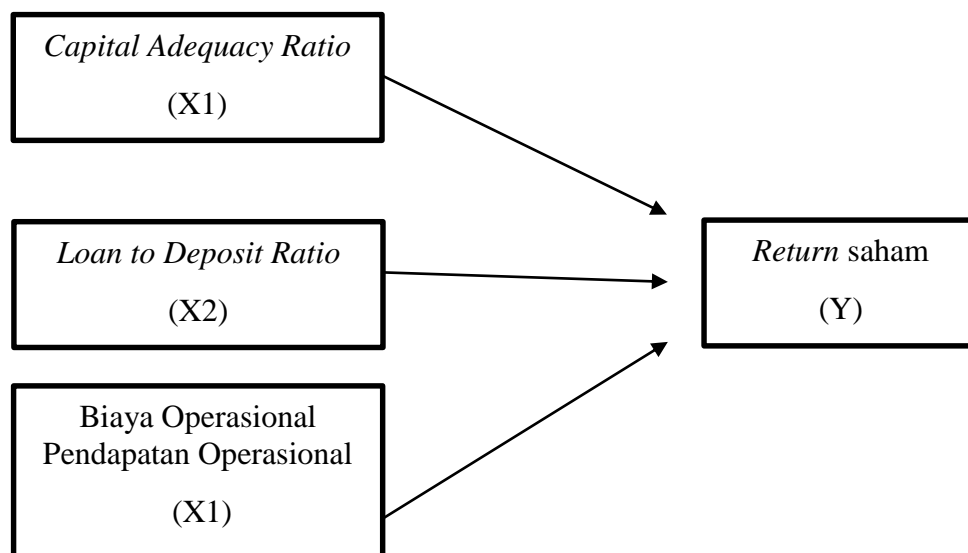 Capital Adequacy Ratio
(X1)
Loan to Deposit Ratio
(X2)
Biaya Operasional
Pendapatan Operasional
(X1)
Return saham
(Y)